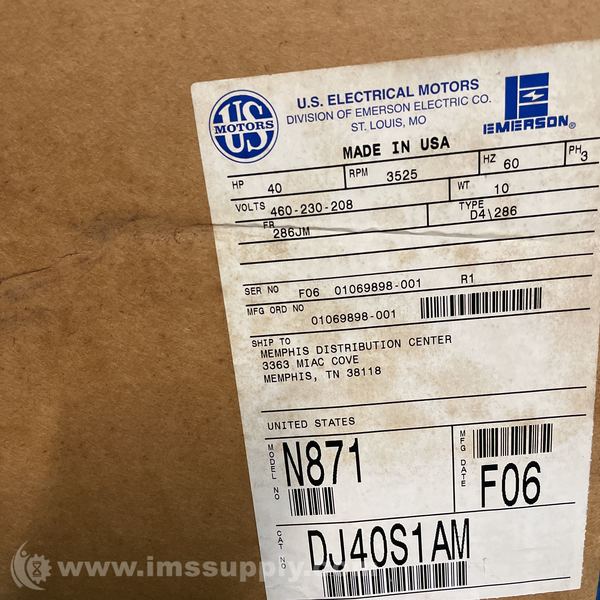 US
MOTORS
U.S. ELECTRICAL MOTORS
DIVISION OF EMERSON ELECTRIC CO.
ST. LOUIS, MO
EMERSON®
MADE IN USA
HP 40 RPM 3525 HZ 60 PH 3
VOLTS 460-230-208 WT 10
FR 286JM TYPE D4\286
SER NO F06 01069898-001 R1
MFG ORD NO 01069898-001
SHIP TO
MEMPHIS DISTRIBUTION CENTER
3363 MIAC COVE
MEMPHIS, TN 38118
UNITED STATES
MODEL NO N871 MFG DATE F06
CAT NO DJ40S1AM
www.imssupply.com